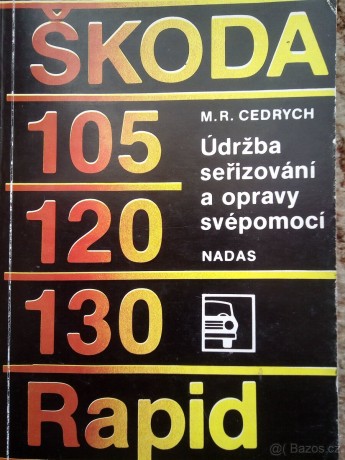 ŠKODA
105
120
130
Rapid
M. R. CEDRYCH
Údržba
seřizování
a opravy
svépomocí
NADAS
@( Bazos.cz